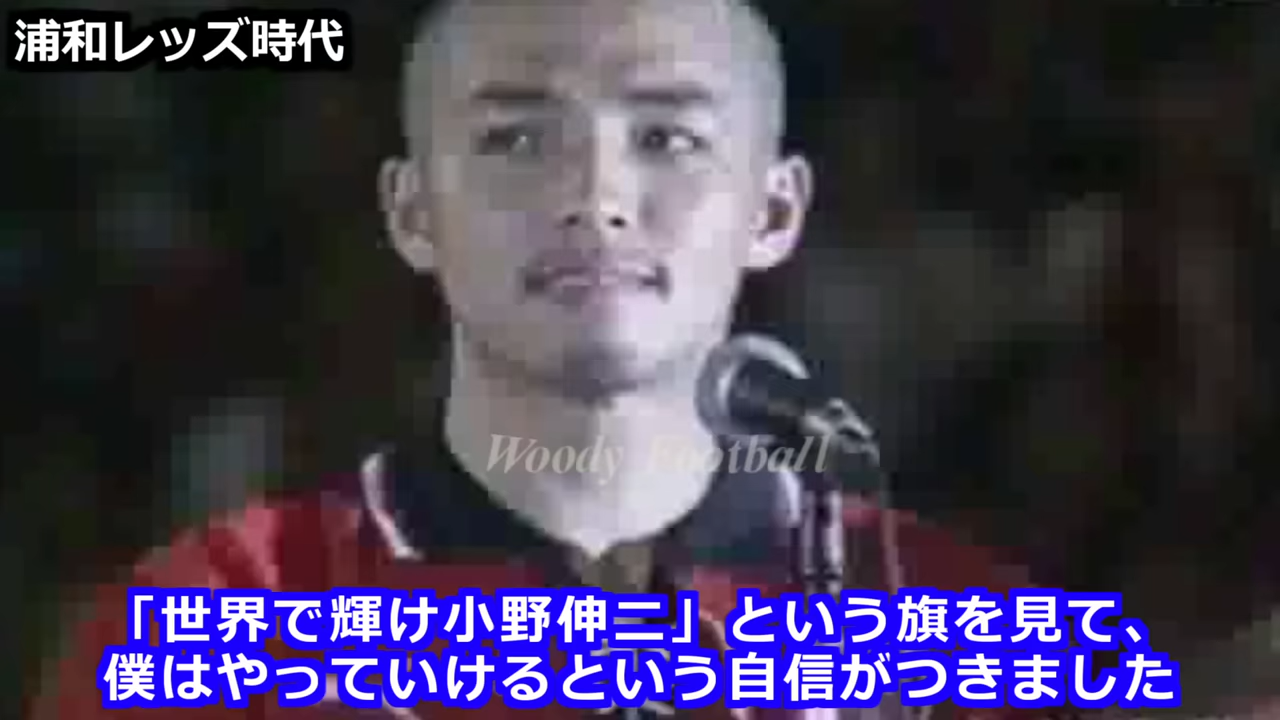 浦和レッズ時代
Woody Football
「世界で輝け小野伸二」という旗を見て、
僕はやっていけるという自信がつきました